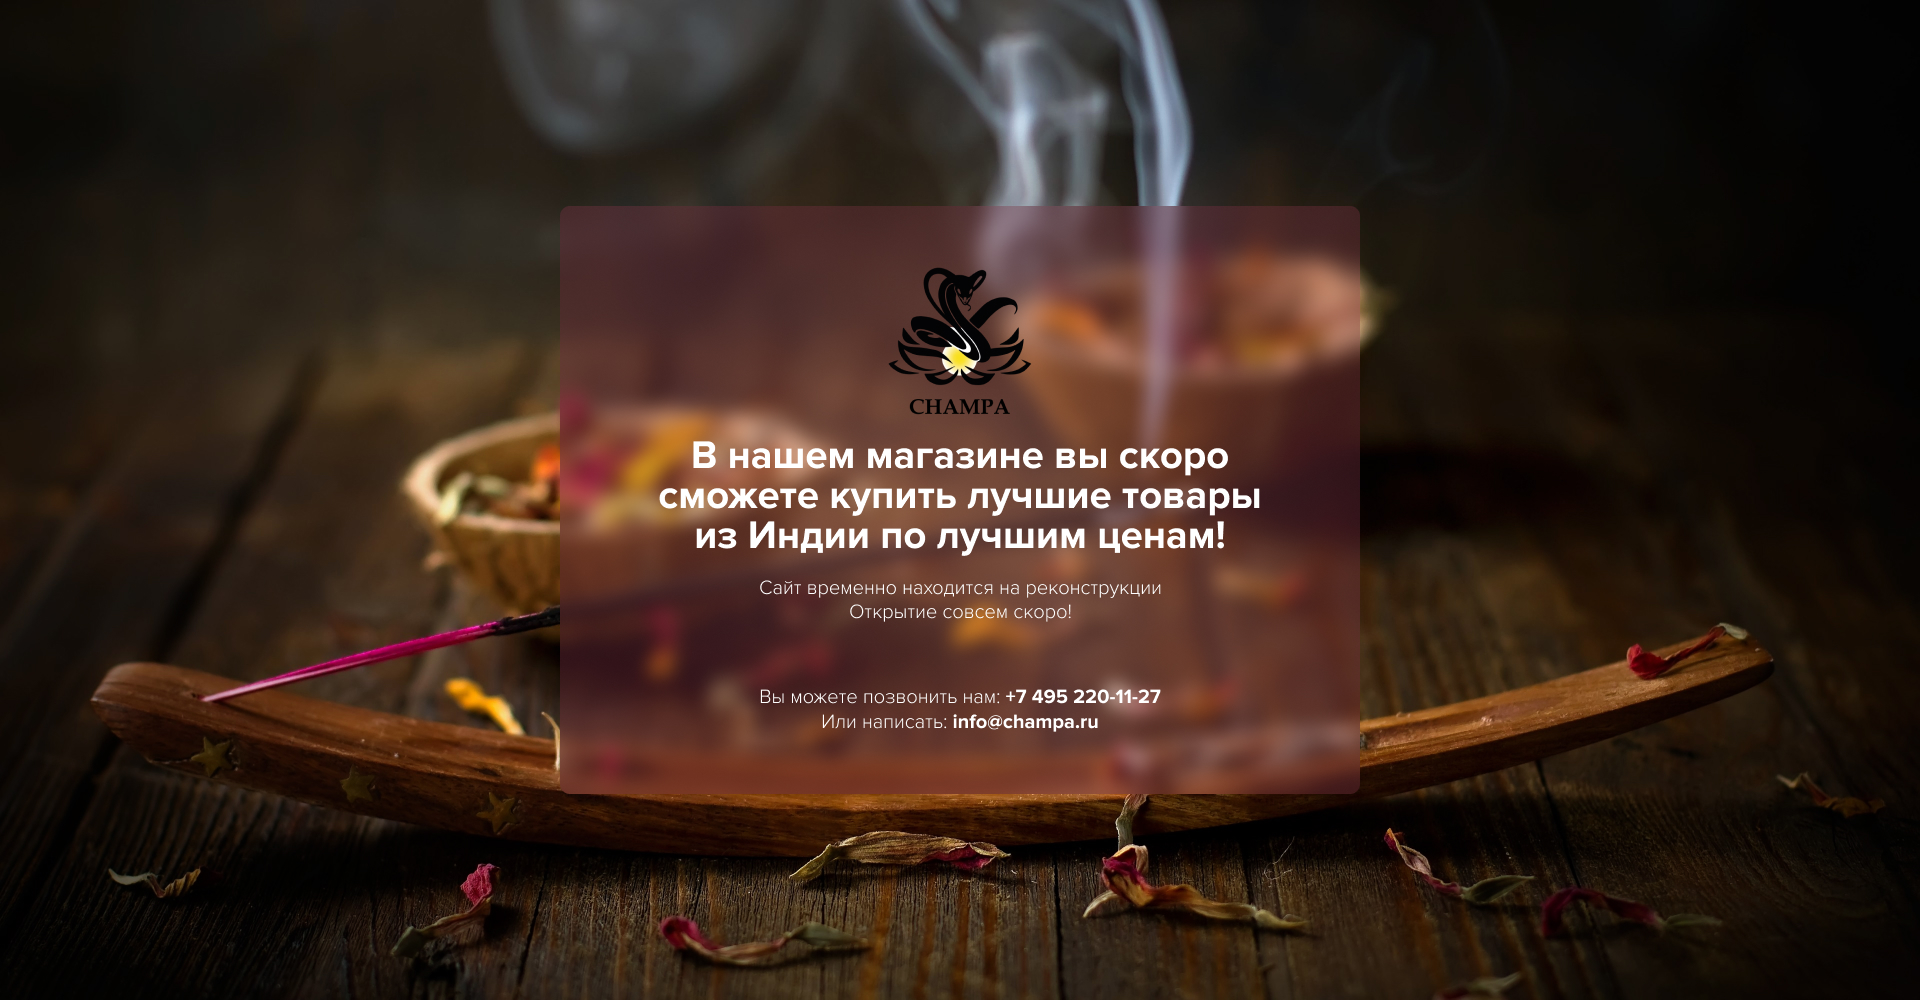 CHAMPA
В нашем магазине вы скоро
сможете купить лучшие товары
из Индии по лучшим ценам!
Сайт временно находится на реконструкции
Открытие совсем скоро!
Вы можете позвонить нам: +7 495 220-11-27
Или написать: info@champa.ru